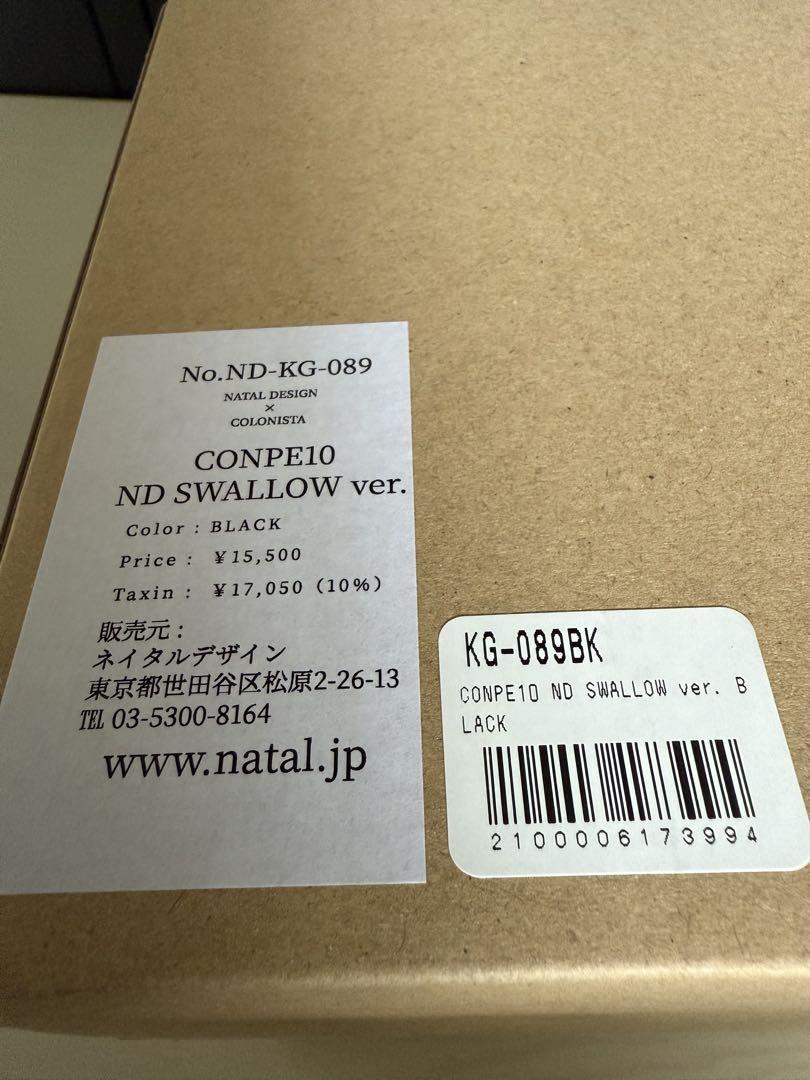 No.ND-KG-089
NATAL DESIGN
×
COLONISTA
CONPE10
ND SWALLOW ver.
Color : BLACK
Price : ¥15,500
Taxin : ¥17,050 (10%)
販売元 :
ネイタルデザイン
東京都世田谷区松原2-26-13
TEL 03-5300-8164
www.natal.jp
KG-089BK
CONPE10 ND SWALLOW ver. B
LACK
2100006173994